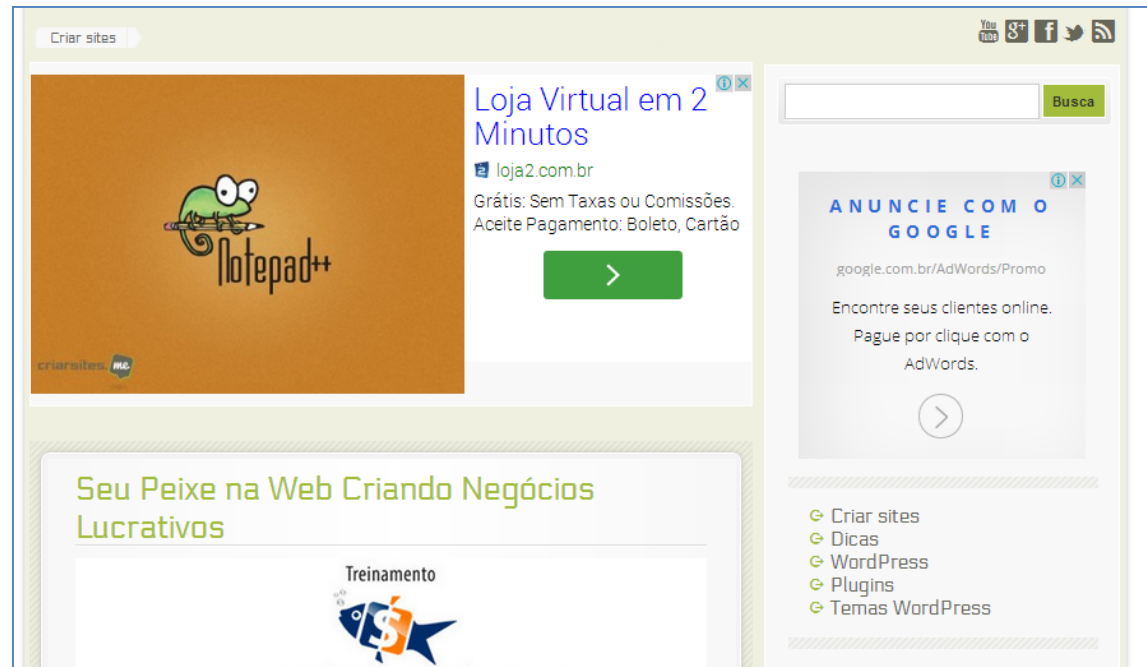 Criar sites
You
Tube
g+
f
Notepad++
criarsites.me
Loja Virtual em 2
Minutos
loja2.com.br
Grátis: Sem Taxas ou Comissões.
Aceite Pagamento: Boleto, Cartão
Busca
ANUNCIE COM O
GOOGLE
google.com.br/AdWords/Promo
Encontre seus clientes online.
Pague por clique com o
AdWords.
Seu Peixe na Web Criando Negócios
Lucrativos
Treinamento
$
Criar sites
Dicas
WordPress
Plugins
Temas WordPress